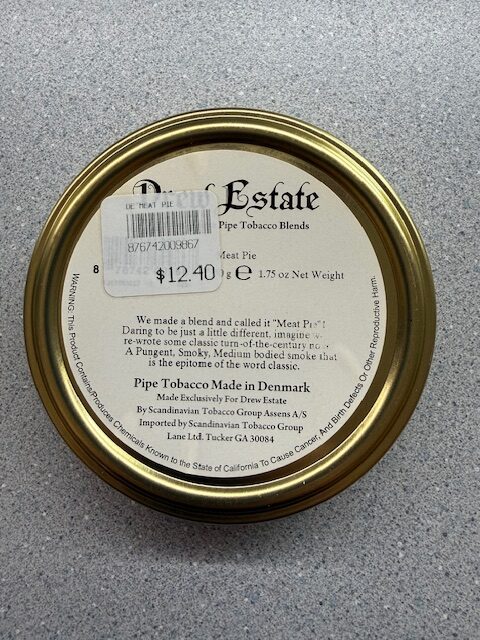 Estate
DE*MEAT PIE
876742009867
$12.40
Pipe Tobacco Blends
Meat Pie
8
g e 1.75 oz Net Weight
We made a blend and called it "Meat Pie"!
Daring to be just a little different, imagine
re-wrote some classic turn-of-the-century
A Pungent, Smoky, Medium bodied smoke that
is the epitome of the word classic.
Pipe Tobacco Made in Denmark
Made Exclusively For Drew Estate
By Scandinavian Tobacco Group Assens A/S
Imported by Scandinavian Tobacco Group
Lane Ltd. Tucker GA 30084
WARNING: This Product Contains/Produces Chemicals Known to the State of California To Cause Cancer, And Birth Defects Or Other Reproductive Harm.